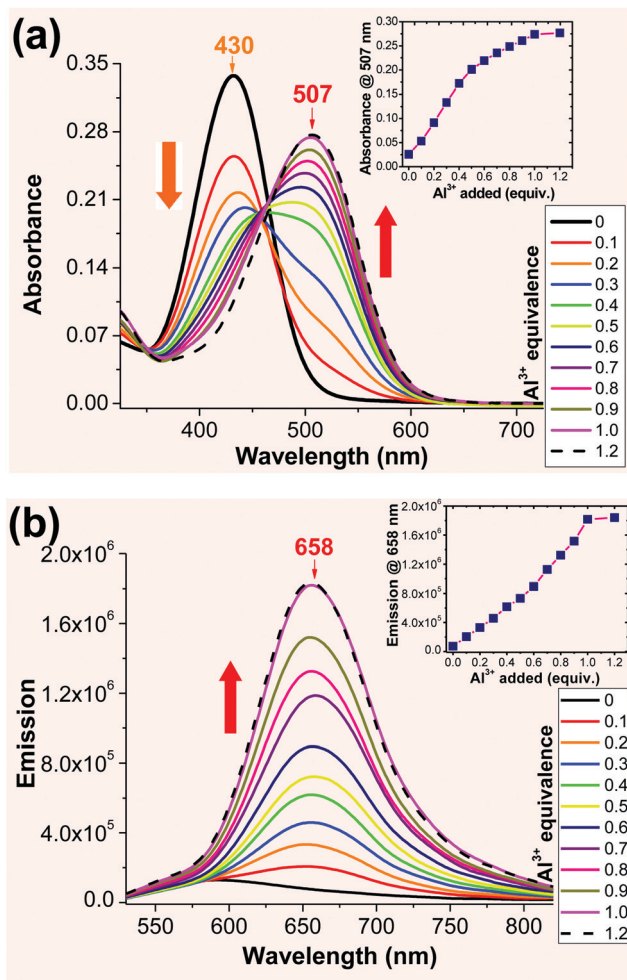 (a)
430
507
0.35
0.28
0.21
0.14
0.07
0.00
Absorbance
400
500
600
700
Wavelength (nm)
Absorbance @ 507 nm
0.30
0.25
0.20
0.15
0.10
0.05
0.00
0.0 0.2 0.4 0.6 0.8 1.0 1.2
Al³⁺ added (equiv.)
Al³⁺ equivalence
0
0.1
0.2
0.3
0.4
0.5
0.6
0.7
0.8
0.9
1.0
1.2
(b)
658
2.0x10⁶
1.6x10⁶
1.2x10⁶
8.0x10⁵
4.0x10⁵
0.0
Emission
550 600 650 700 750 800
Wavelength (nm)
Emission @ 658 nm
2.0x10⁶
1.6x10⁶
1.2x10⁶
8.0x10⁵
4.0x10⁵
0.0
0.0 0.2 0.4 0.6 0.8 1.0 1.2
Al³⁺ added (equiv.)
Al³⁺ equivalence
0
0.1
0.2
0.3
0.4
0.5
0.6
0.7
0.8
0.9
1.0
1.2